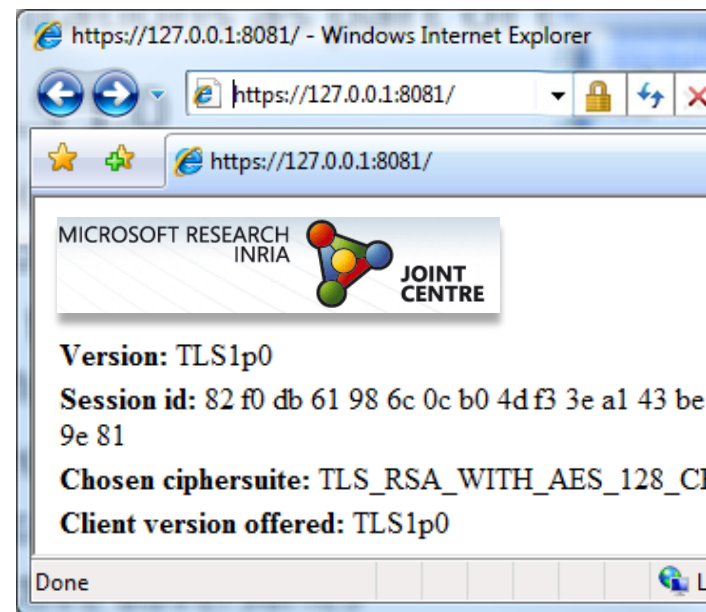 https://127.0.0.1:8081/ - Windows Internet Explorer
https://127.0.0.1:8081/
https://127.0.0.1:8081/
MICROSOFT RESEARCH
INRIA
JOINT
CENTRE
Version: TLS1p0
Session id: 82 f0 db 61 98 6c 0c b0 4d f3 3e a1 43 be
9e 81
Chosen ciphersuite: TLS_RSA_WITH_AES_128_
Client version offered: TLS1p0
Done